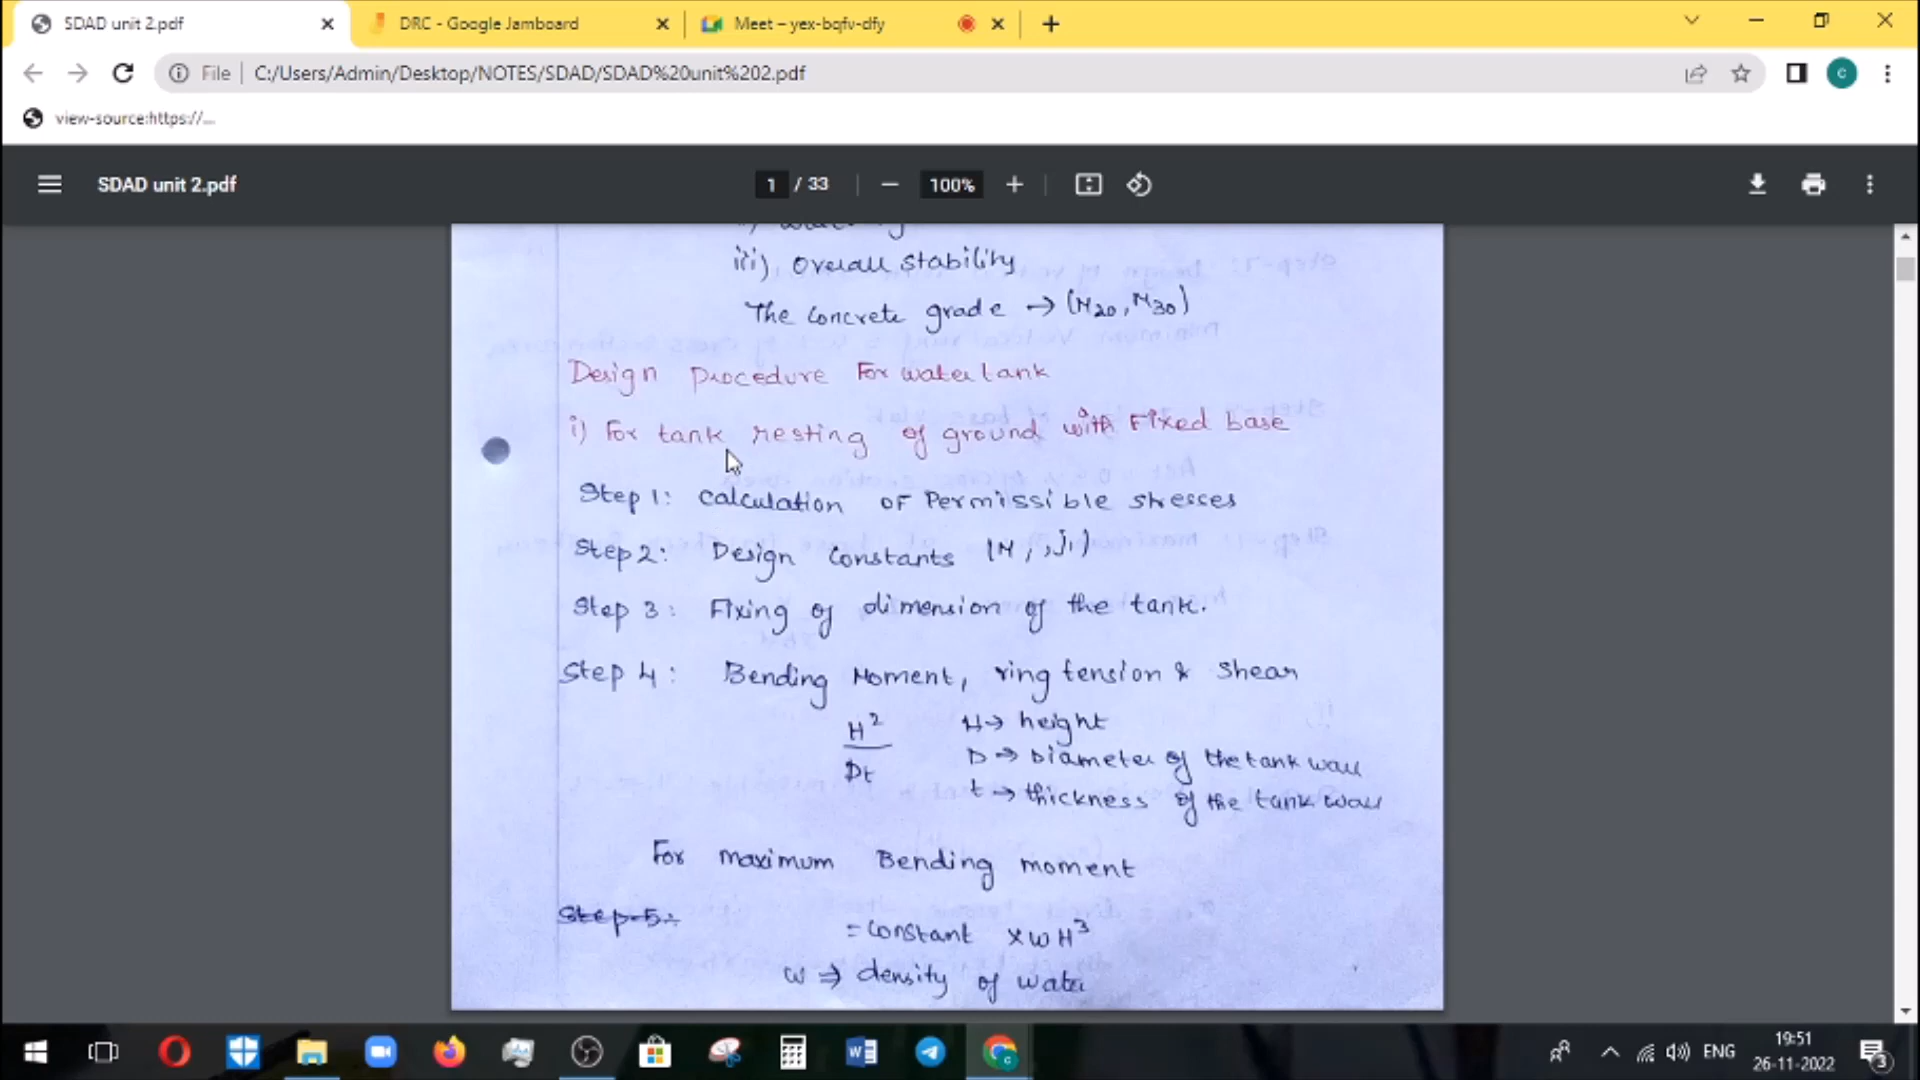 SDAD unit 2.pdf
DRC - Google Jamboard
Meet – yex-bqfv-dfy
File
C:/Users/Admin/Desktop/NOTES/SDAD/SDAD%20unit%202.pdf
view-source:https://...
SDAD unit 2.pdf
1 / 33
100%
iii) Overall stability
The Concrete grade → (M20, M30)
Design Procedure For water tank
i) For tank resting of ground with a Fixed base
Step 1: Calculation OF Permissible stresses
Step 2: Design Constants (M, , j,)
Step 3: Fixing of dimension of the tank.
Step 4: Bending Moment, ring tension & Shear
H²
Dt
H → height
D → Diameter of the tank wall
t → thickness of the tank wall
For maximum Bending moment
Step-5:
= Constant × w H³
w ⇒ density of water
ENG
19:51
26-11-2022
3